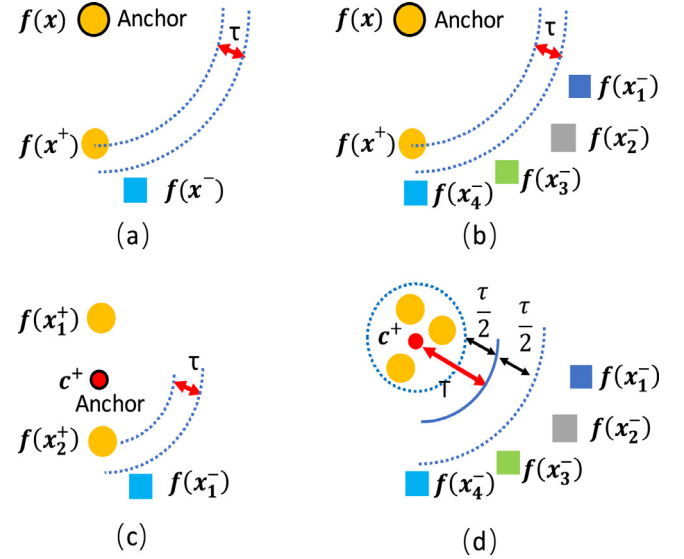 f(x) Anchor
τ
f(x⁺)
f(x⁻)
(a)
f(x) Anchor
τ
f(x₁⁻)
f(x⁺)
f(x₂⁻)
f(x₃⁻)
f(x₄⁻)
(b)
f(x₁⁺)
c⁺
Anchor
τ
f(x₂⁺)
f(x₁⁻)
(c)
c⁺
τ/2
τ/2
T
f(x₁⁻)
f(x₂⁻)
f(x₃⁻)
f(x₄⁻)
(d)